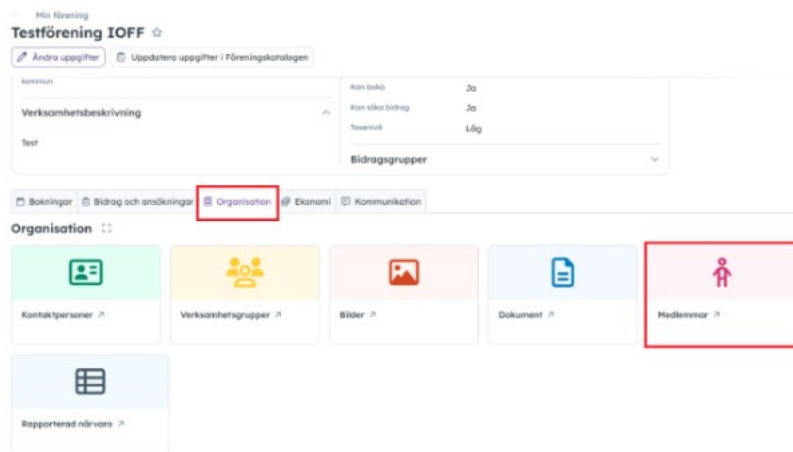 Min förening
Testförening IOFF
Ändra uppgifter
Uppdatera uppgifter i Föreningskatalogen
kommun
Verksamhetsbeskrivning
Test
Kan boka Ja
Kan söka bidrag Ja
Taxenivå Låg
Bidragsgrupper
Bokningar Bidrag och ansökningar Organisation Ekonomi Kommunikation
Organisation
Kontaktpersoner Verksamhetsgrupper Bilder Dokument Medlemmar
Rapporterad närvaro